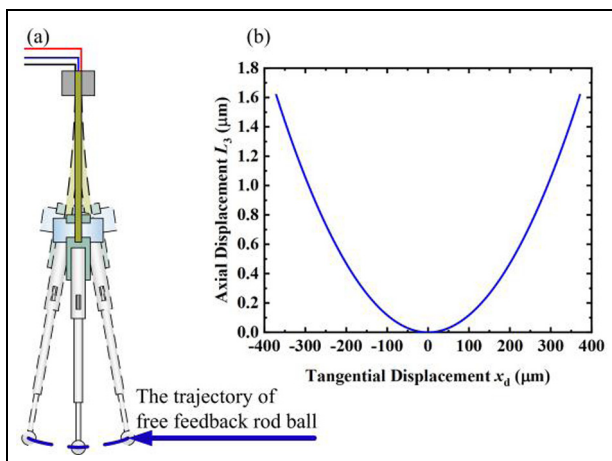 (a)
(b)
1.8
1.6
1.4
1.2
1.0
0.8
0.6
0.4
0.2
0.0
Axial Displacement L₃ (μm)
-400 -300 -200 -100 0 100 200 300 400
Tangential Displacement x_d (μm)
The trajectory of
free feedback rod ball